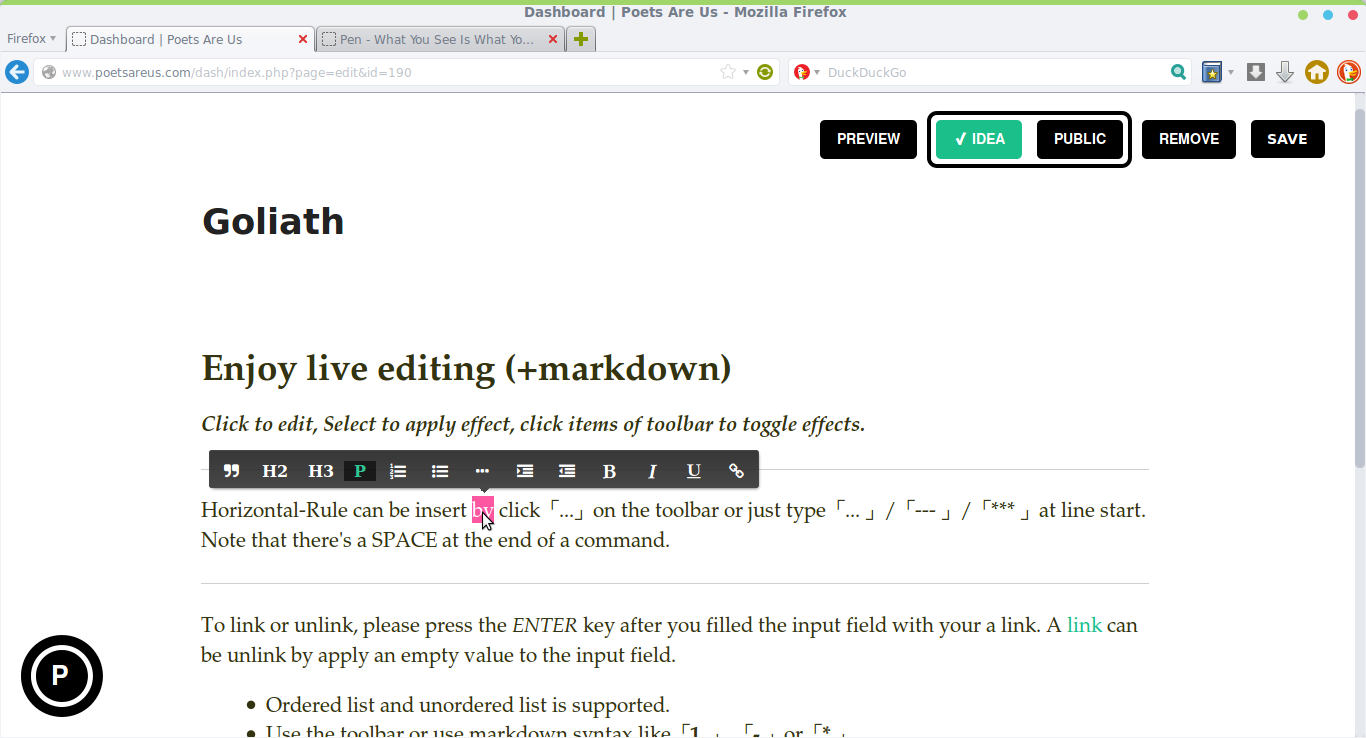 Dashboard | Poets Are Us - Mozilla Firefox
Firefox
Dashboard | Poets Are Us
Pen - What You See Is What Yo...
www.poetsareus.com/dash/index.php?page=edit&id=190
DuckDuckGo
PREVIEW
✓ IDEA
PUBLIC
REMOVE
SAVE
Goliath
Enjoy live editing (+markdown)
Click to edit, Select to apply effect, click items of toolbar to toggle effects.
H2 H3 P B I U
Horizontal-Rule can be insert by click「...」on the toolbar or just type「... 」/「--- 」/「*** 」at line start.
Note that there's a SPACE at the end of a command.
To link or unlink, please press the ENTER key after you filled the input field with your a link. A link can
be unlink by apply an empty value to the input field.
P
• Ordered list and unordered list is supported.
• Use the toolbar or use markdown syntax like「1. 」、「- 」or「* 」